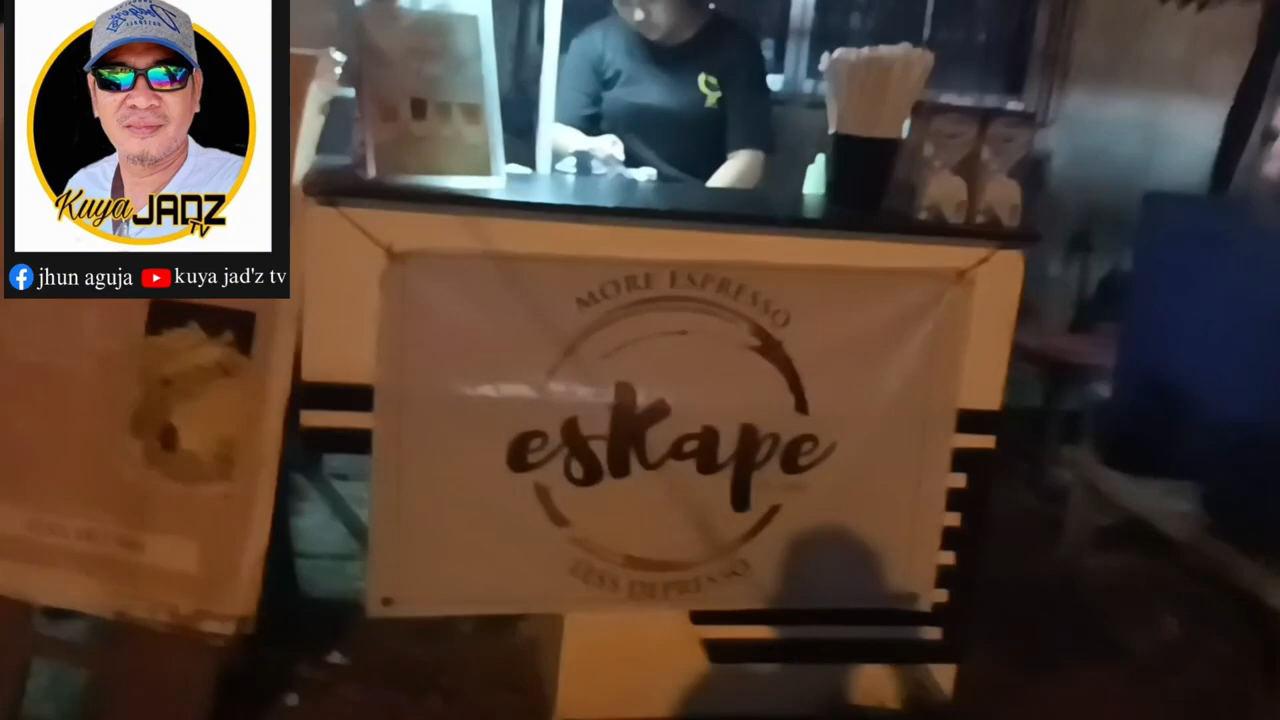 Kuya JADZ
TV
jhun aguja
kuya jad'z tv
MORE ESPRESSO
esKape
LESS DEPRESSO